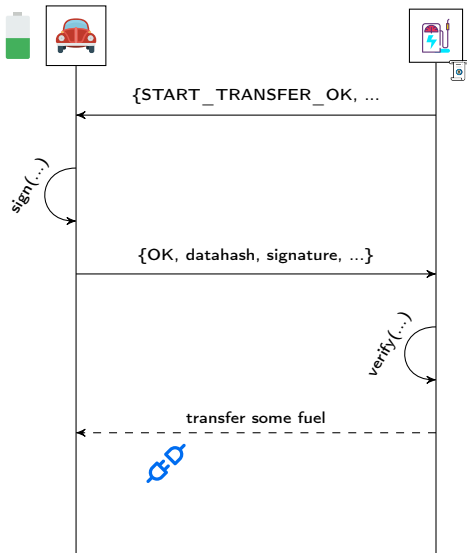 {START_TRANSFER_OK, ...
sign(...)
{OK, datahash, signature, ...}
verify(...)
transfer some fuel